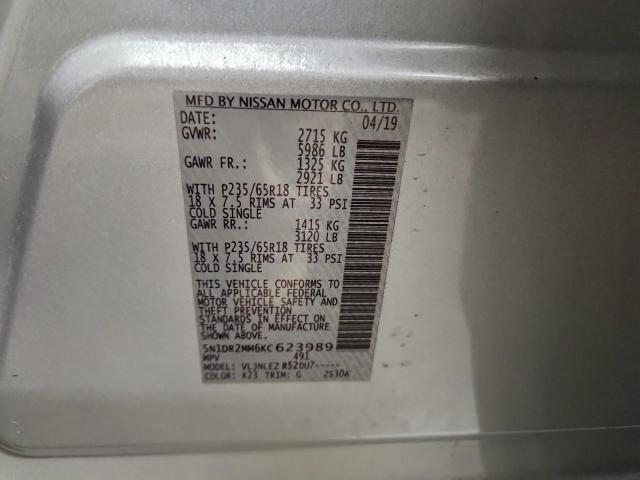 MFD BY NISSAN MOTOR CO., LTD.
DATE: 04/19
GVWR: 2715 KG
5986 LB
GAWR FR.: 1325 KG
2921 LB
WITH P235/65R18 TIRES
18 X 7.5 RIMS AT 33 PSI
COLD SINGLE
GAWR RR.: 1415 KG
3120 LB
WITH P235/65R18 TIRES
18 X 7.5 RIMS AT 33 PSI
COLD SINGLE
THIS VEHICLE CONFORMS TO
ALL APPLICABLE FEDERAL
MOTOR VEHICLE SAFETY AND
THEFT PREVENTION
STANDARDS IN EFFECT ON
THE DATE OF MANUFACTURE
SHOWN ABOVE.
5N1DR2MM6KC623989
MPV 491
MODEL: VLJNLEZ R52DU7-----
COLOR: K23 TRIM: G 2S30A